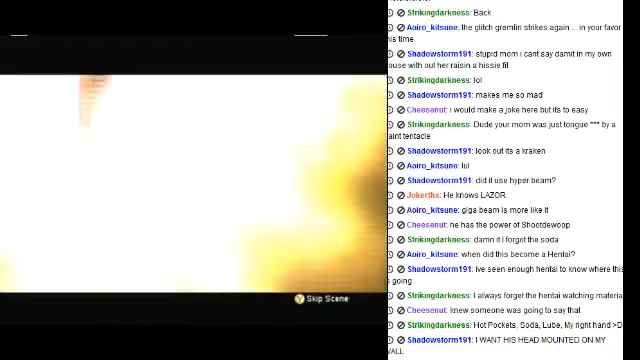 Skip Scene
Strikingdarkness: Back
Aoiro_kitsune: the glitch gremlin strikes again ... in your favor
his time
Shadowstorm191: stupid mom i cant say damit in my own
ouse with out her raisin a hissie fit
Strikingdarkness: lol
Shadowstorm191: makes me so mad
Cheesenut: i would make a joke here but its to easy
Strikingdarkness: Dude your mom was just tongue *** by a
aint tentacle
Shadowstorm191: look out its a kraken
Aoiro_kitsune: lul
Shadowstorm191: did it use hyper beam?
Jokerthx: He knows LAZOR
Aoiro_kitsune: giga beam is more like it
Cheesenut: he has the power of Shootdewoop
Strikingdarkness: damn it I forgot the soda
Aoiro_kitsune: when did this become a Hentai?
Shadowstorm191: ive seen enough hentai to know where this
s going
Strikingdarkness: I always forget the hentai watching materia
Cheesenut: knew someone was going to say that
Strikingdarkness: Hot Pockets, Soda, Lube, My right hand >D
Shadowstorm191: I WANT HIS HEAD MOUNTED ON MY
WALL